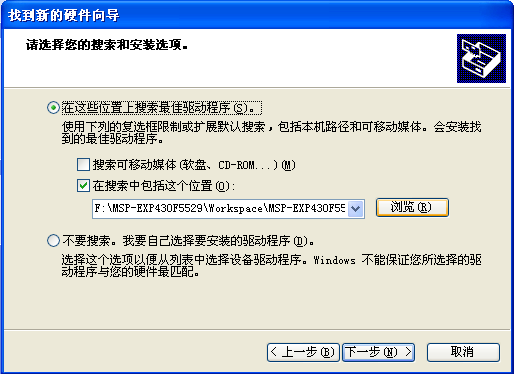 找到新的硬件向导
请选择您的搜索和安装选项。
在这些位置上搜索最佳驱动程序(S)。
使用下列的复选框限制或扩展默认搜索，包括本机路径和可移动媒体。会安装找
到的最佳驱动程序。
搜索可移动媒体(软盘、CD-ROM...)(M)
在搜索中包括这个位置(O):
F:\MSP-EXP430F5529\Workspace\MSP-EXP430F55
浏览(R)
不要搜索。我要自己选择要安装的驱动程序(D)。
选择这个选项以便从列表中选择设备驱动程序。Windows 不能保证您所选择的驱
动程序与您的硬件最匹配。
< 上一步(B) 下一步(N) > 取消